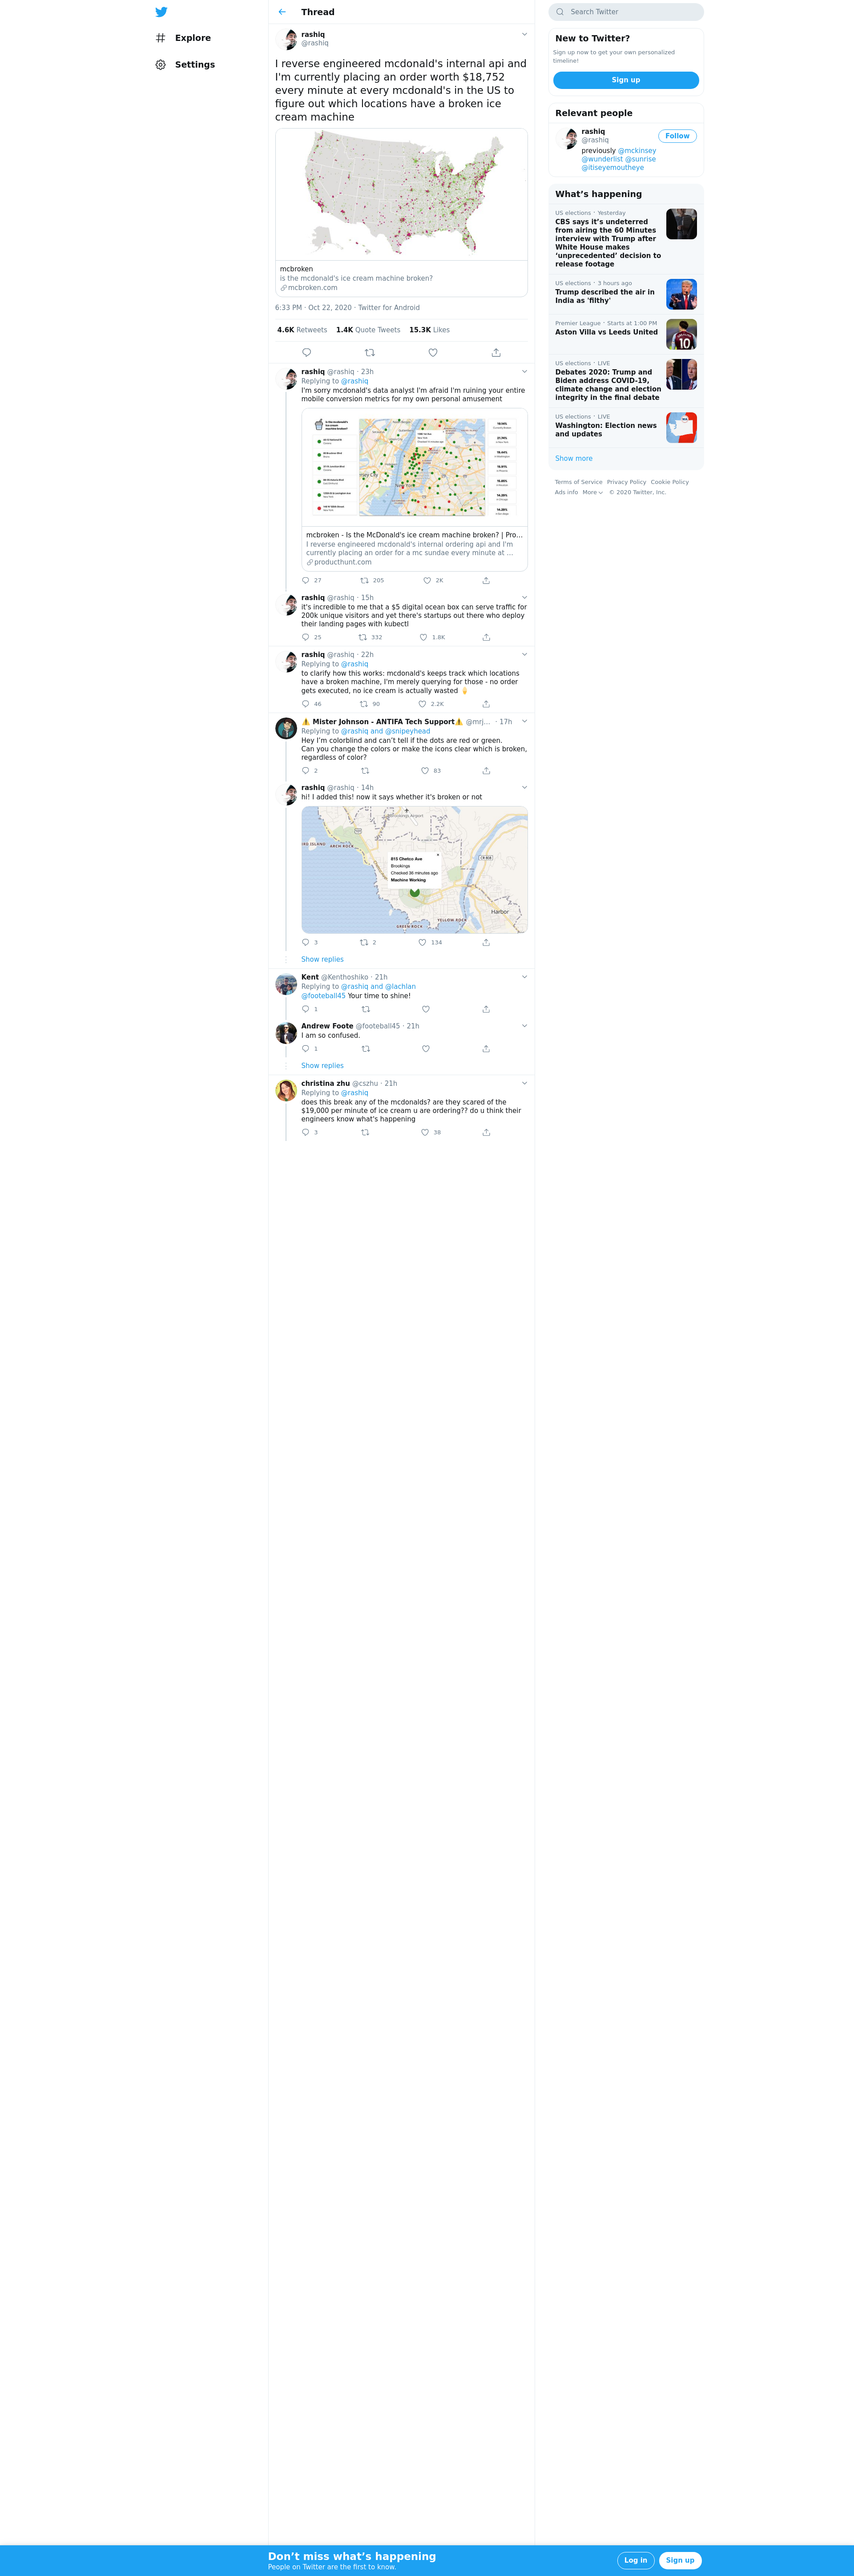 Explore
Settings
Thread
rashiq
@rashiq
I reverse engineered mcdonald's internal api and
I'm currently placing an order worth $18,752
every minute at every mcdonald's in the US to
figure out which locations have a broken ice
cream machine
mcbroken
is the mcdonald's ice cream machine broken?
mcbroken.com
6:33 PM · Oct 22, 2020 · Twitter for Android
4.6K Retweets 1.4K Quote Tweets 15.3K Likes
rashiq @rashiq · 23h
Replying to @rashiq
I'm sorry mcdonald's data analyst I'm afraid I'm ruining your entire
mobile conversion metrics for my own personal amusement
mcbroken - Is the McDonald's ice cream machine broken? | Pro...
I reverse engineered mcdonald's internal ordering api and I'm
currently placing an order for a mc sundae every minute at ...
producthunt.com
27 205 2K
rashiq @rashiq · 15h
it's incredible to me that a $5 digital ocean box can serve traffic for
200k unique visitors and yet there's startups out there who deploy
their landing pages with kubectl
25 332 1.8K
rashiq @rashiq · 22h
Replying to @rashiq
to clarify how this works: mcdonald's keeps track which locations
have a broken machine, I'm merely querying for those - no order
gets executed, no ice cream is actually wasted 🍦
46 90 2.2K
⚠️ Mister Johnson - ANTIFA Tech Support⚠️ @mrj... · 17h
Replying to @rashiq and @snipeyhead
Hey I'm colorblind and can't tell if the dots are red or green.
Can you change the colors or make the icons clear which is broken,
regardless of color?
2 83
rashiq @rashiq · 14h
hi! I added this! now it says whether it's broken or not
Brookings Airport
ARCH ROCK
815 Chetco Ave
Brookings
Checked 36 minutes ago
Machine Working
Harber
YELLOW ROCK
GREEN ROCK
3 2 134
Show replies
Kent @Kenthoshiko · 21h
Replying to @rashiq and @lachlan
@footeball45 Your time to shine!
1
Andrew Foote @footeball45 · 21h
I am so confused.
1
Show replies
christina zhu @cszhu · 21h
Replying to @rashiq
does this break any of the mcdonalds? are they scared of the
$19,000 per minute of ice cream u are ordering?? do u think their
engineers know what's happening
3 38
Search Twitter
New to Twitter?
Sign up now to get your own personalized
timeline!
Sign up
Relevant people
rashiq
@rashiq
Follow
previously @mckinsey
@wunderlist @sunrise
@itiseyemoutheye
What's happening
US elections · Yesterday
CBS says it's undeterred
from airing the 60 Minutes
interview with Trump after
White House makes
'unprecedented' decision to
release footage
US elections · 3 hours ago
Trump described the air in
India as 'filthy'
Premier League · Starts at 1:00 PM
Aston Villa vs Leeds United
10
US elections · LIVE
Debates 2020: Trump and
Biden address COVID-19,
climate change and election
integrity in the final debate
US elections · LIVE
Washington: Election news
and updates
Show more
Terms of Service Privacy Policy Cookie Policy
Ads info More © 2020 Twitter, Inc.
Don't miss what's happening
People on Twitter are the first to know.
Log in
Sign up